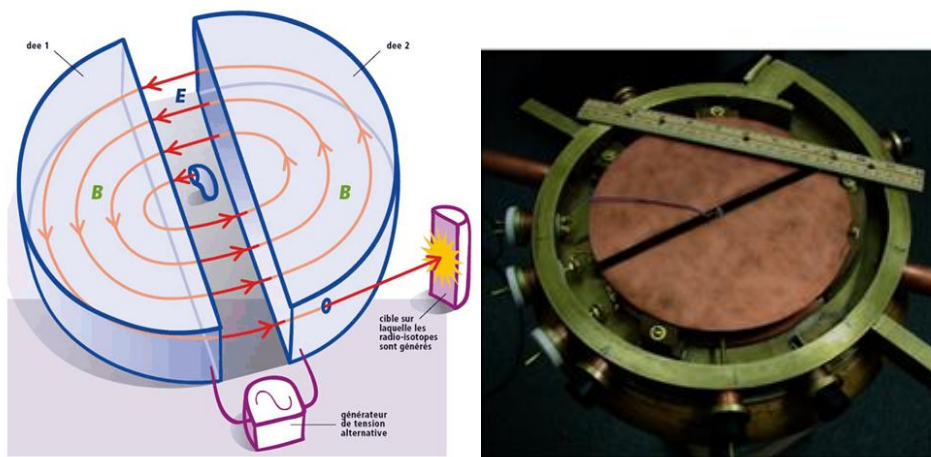 dee 1
dee 2
E
B
B
cible sur
laquelle les
radio-isotopes
sont générés
générateur
de tension
alternative